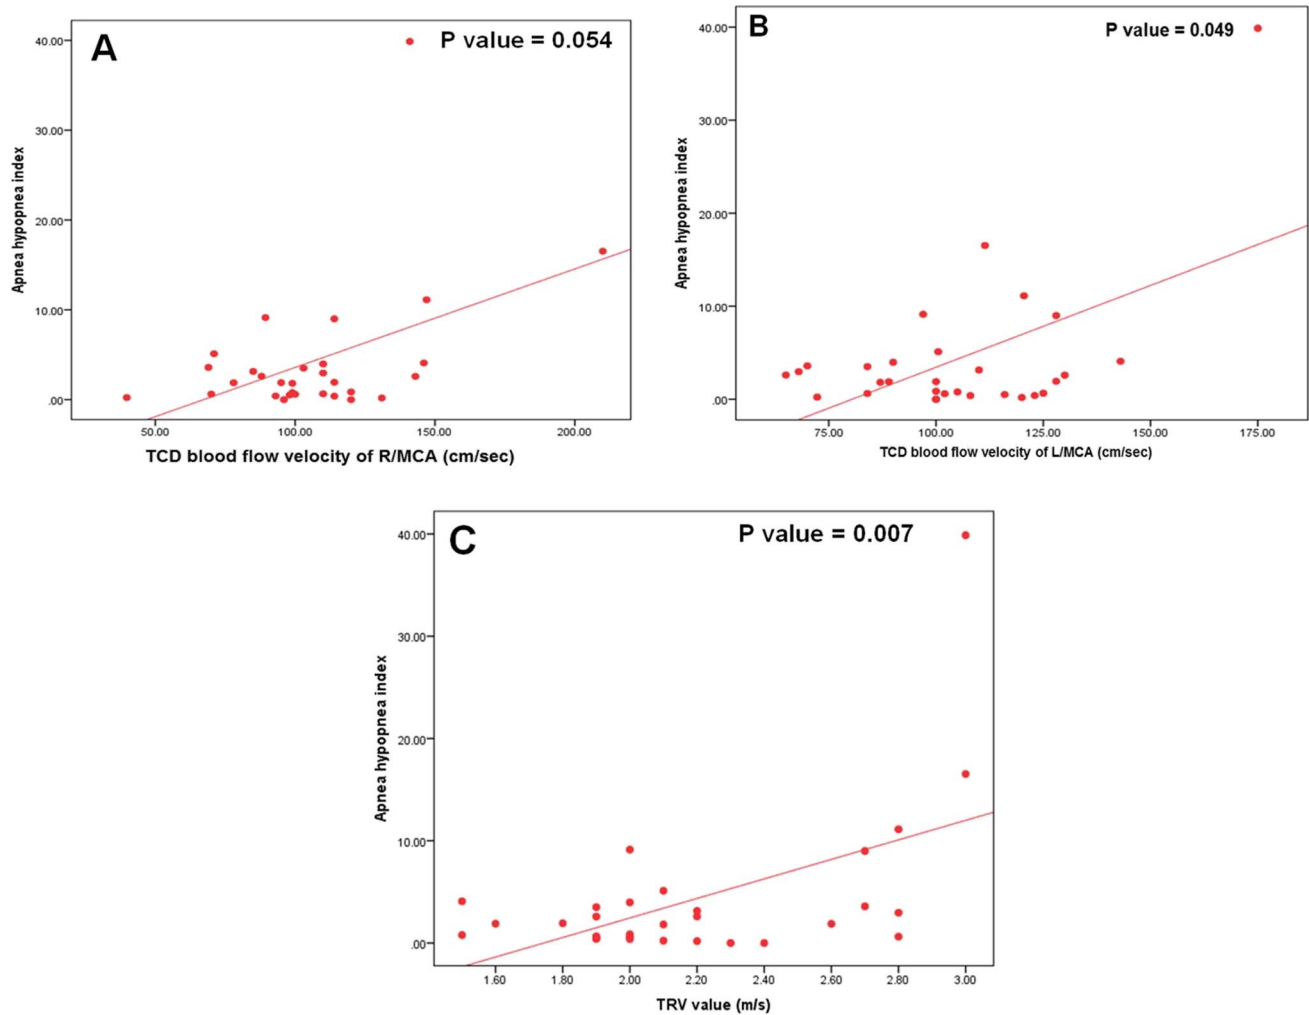 A
P value = 0.054
Apnea hypopnea index
40.00
30.00
20.00
10.00
.00
50.00 100.00 150.00 200.00
TCD blood flow velocity of R/MCA (cm/sec)
B
P value = 0.049
Apnea hypopnea index
40.00
30.00
20.00
10.00
.00
75.00 100.00 125.00 150.00 175.00
TCD blood flow velocity of L/MCA (cm/sec)
C
P value = 0.007
Apnea hypopnea index
40.00
30.00
20.00
10.00
.00
1.60 1.80 2.00 2.20 2.40 2.60 2.80 3.00
TRV value (m/s)